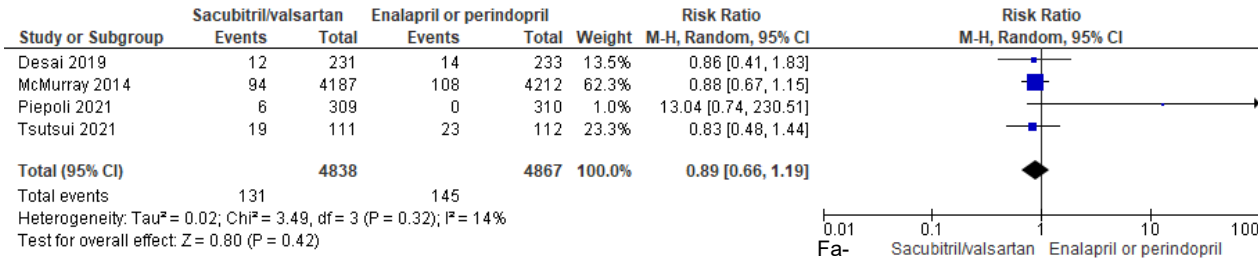 Sacubitril/valsartan Enalapril or perindopril Risk Ratio Risk Ratio
Study or Subgroup Events Total Events Total Weight M-H, Random, 95% CI M-H, Random, 95% CI
Desai 2019 12 231 14 233 13.5% 0.86 [0.41, 1.83]
McMurray 2014 94 4187 108 4212 62.3% 0.88 [0.67, 1.15]
Piepoli 2021 6 309 0 310 1.0% 13.04 [0.74, 230.51]
Tsutsui 2021 19 111 23 112 23.3% 0.83 [0.48, 1.44]
Total (95% CI) 4838 4867 100.0% 0.89 [0.66, 1.19]
Total events 131 145
Heterogeneity: Tau² = 0.02; Chi² = 3.49, df = 3 (P = 0.32); I² = 14%
Test for overall effect: Z = 0.80 (P = 0.42)
0.01 0.1 1 10 100
Fa- Sacubitril/valsartan Enalapril or perindopril